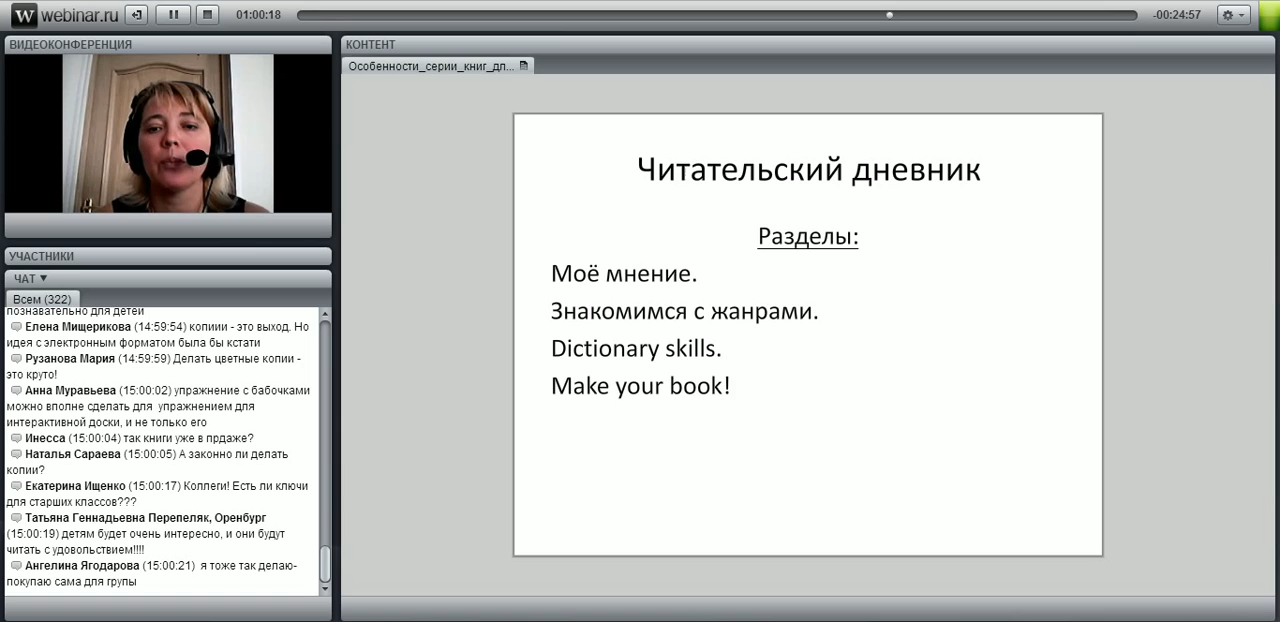 webinar.ru
01:00:18
-00:24:57
ВИДЕОКОНФЕРЕНЦИЯ
УЧАСТНИКИ
ЧАТ
Всем (322)
познавательно для детей
Елена Мищерикова (14:59:54) копиии - это выход. Но
идея с электронным форматом была бы кстати
Рузанова Мария (14:59:59) Делать цветные копии -
это круто!
Анна Муравьева (15:00:02) упражнение с бабочками
можно вполне сделать для упражнением для
интерактивной доски, и не только его
Инесса (15:00:04) так книги уже в прдаже?
Наталья Сараева (15:00:05) А законно ли делать
копии?
Екатерина Ищенко (15:00:17) Коллеги! Есть ли ключи
для старших классов???
Татьяна Геннадьевна Перепеляк, Оренбург
(15:00:19) детям будет очень интересно, и они будут
читать с удовольствием!!!!
Ангелина Ягодарова (15:00:21) я тоже так делаю-
покупаю сама для групы
КОНТЕНТ
Особенности_серии_книг_дл...
Читательский дневник
Разделы:
Моё мнение.
Знакомимся с жанрами.
Dictionary skills.
Make your book!